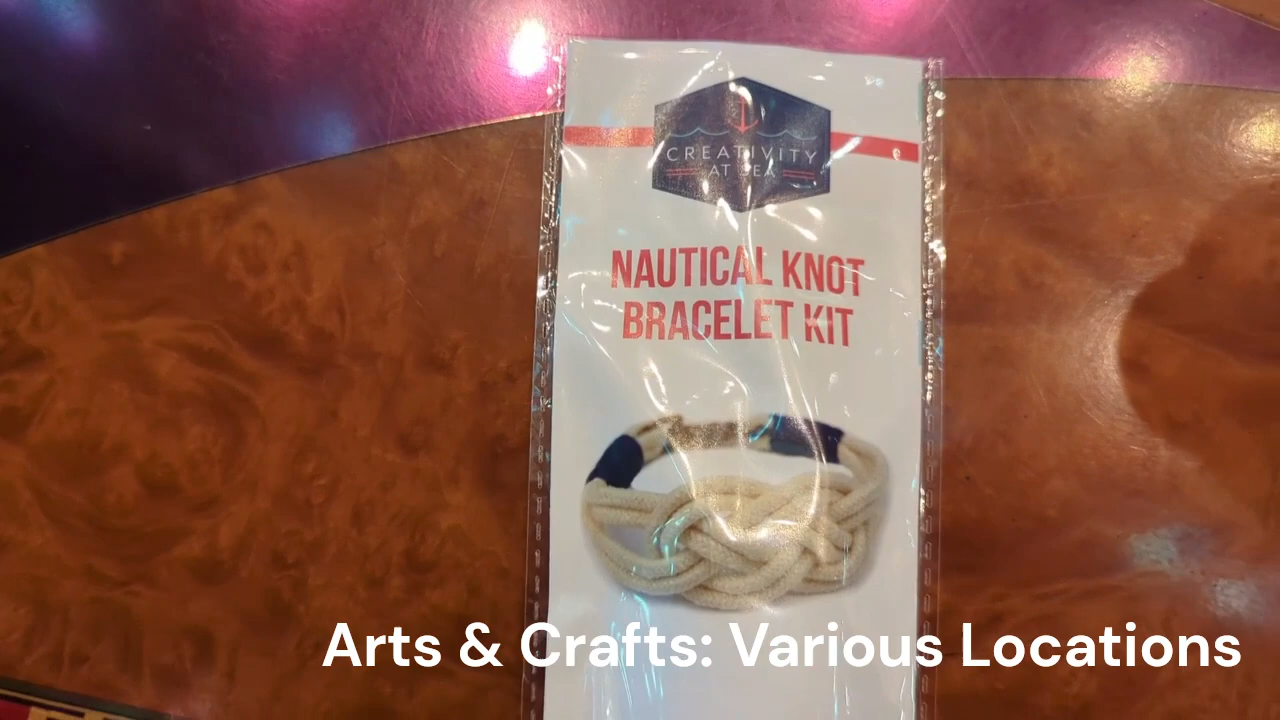 CREATIVITY
AT SEA
NAUTICAL KNOT
BRACELET KIT
Arts & Crafts: Various Locations